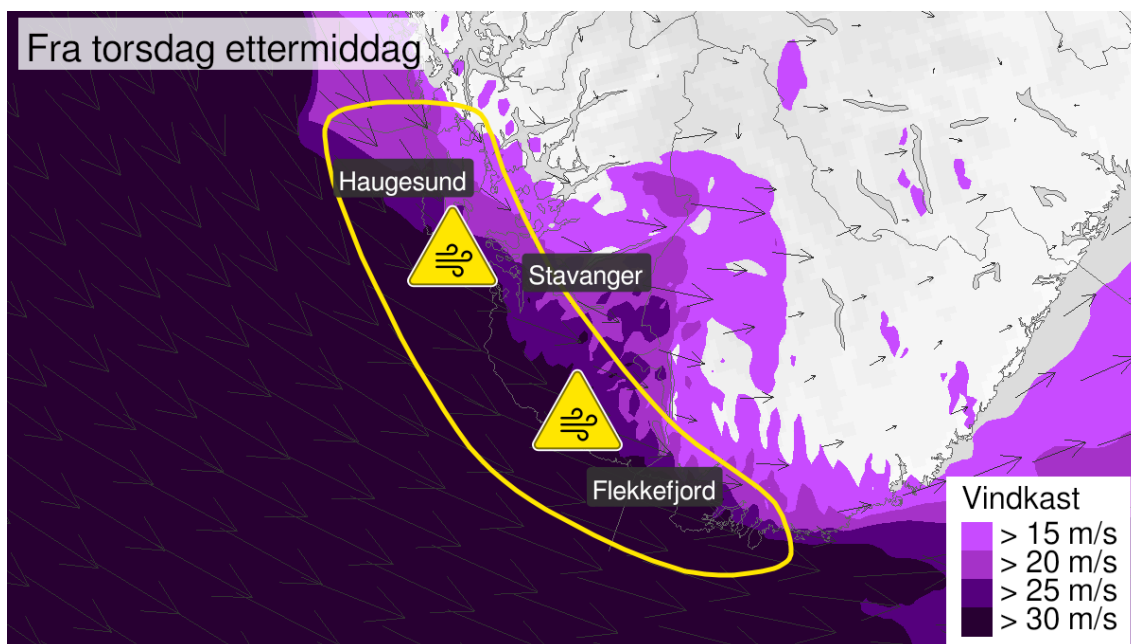 Fra torsdag ettermiddag
Haugesund
Stavanger
Flekkefjord
Vindkast
> 15 m/s
> 20 m/s
> 25 m/s
> 30 m/s